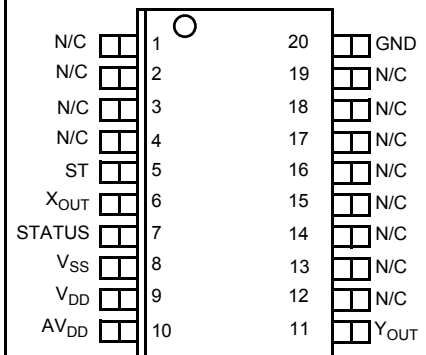 N/C 1 20 GND
N/C 2 19 N/C
N/C 3 18 N/C
N/C 4 17 N/C
ST 5 16 N/C
XOUT 6 15 N/C
STATUS 7 14 N/C
VSS 8 13 N/C
VDD 9 12 N/C
AVDD 10 11 YOUT